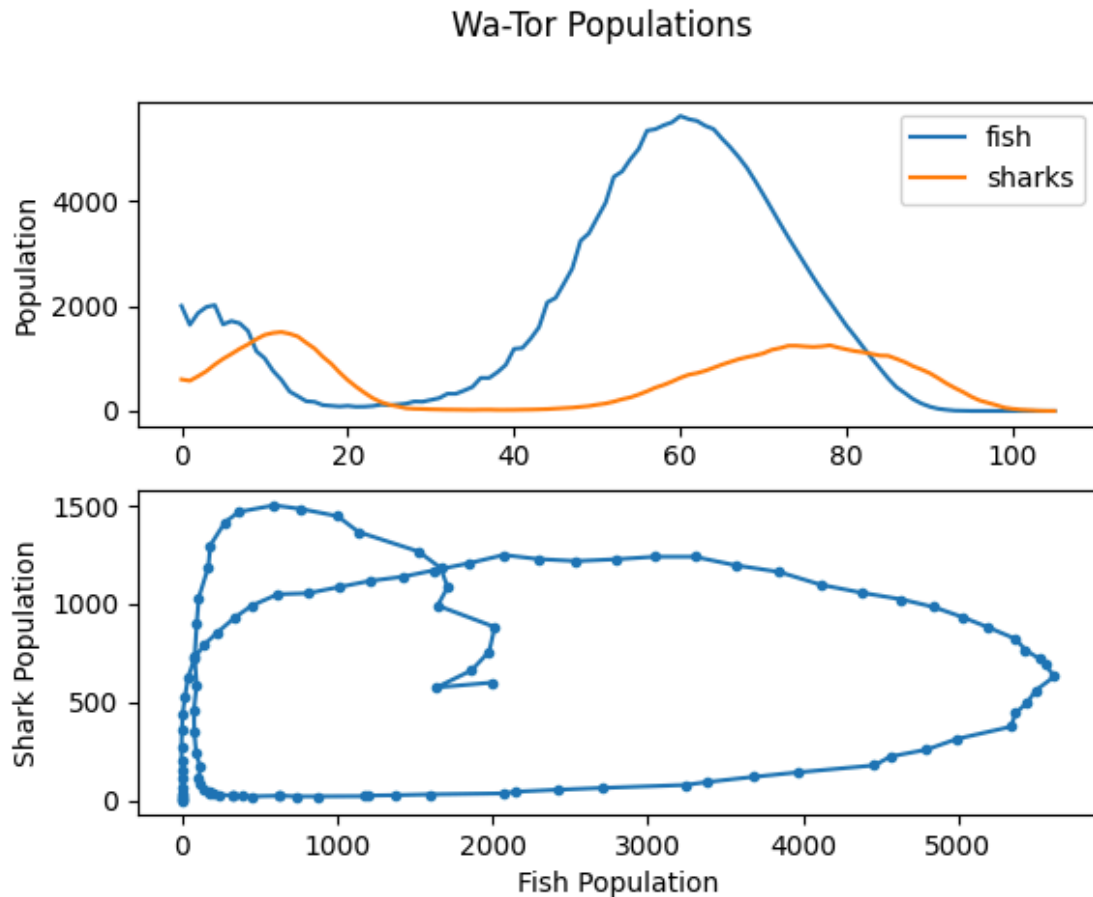 Wa-Tor Populations
fish
sharks
Population
4000
2000
0
0 20 40 60 80 100
Shark Population
1500
1000
500
0
0 1000 2000 3000 4000 5000
Fish Population